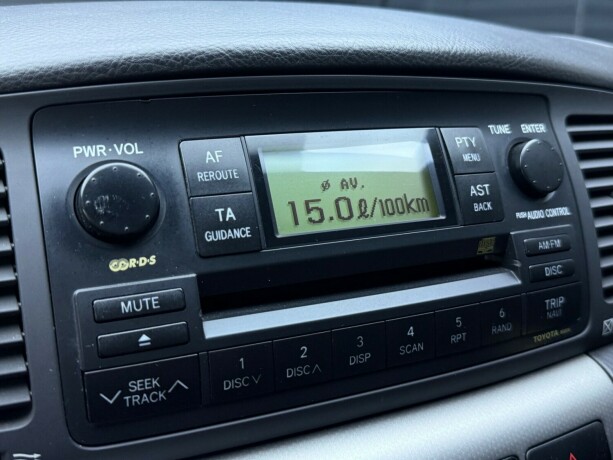 PWR·VOL
AF
REROUTE
TA
GUIDANCE
ø AV.
15.0ℓ/100km
PTY
MENU
AST
BACK
TUNE ENTER
PUSH AUDIO CONTROL
R·D·S
MUTE
AM·FM
DISC
SEEK
TRACK
1
DISC ∨
2
DISC ∧
3
DISP
4
SCAN
5
RPT
6
RAND
TRIP
NAVI
TOYOTA